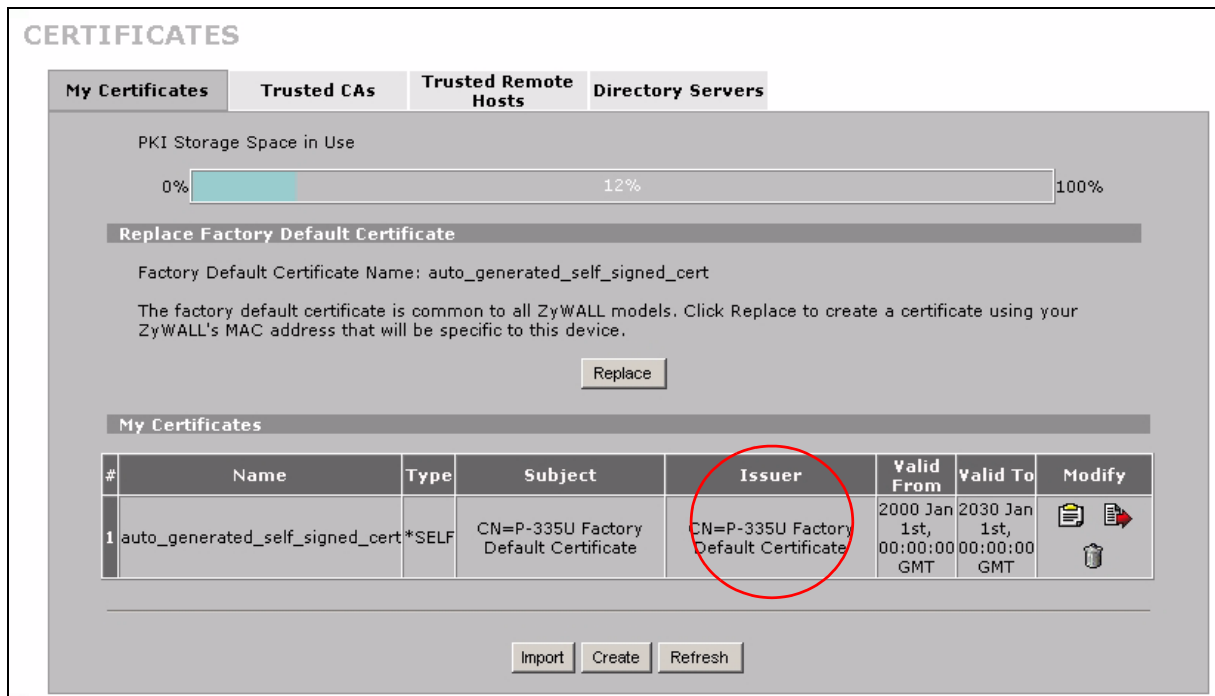 CERTIFICATES
My Certificates
Trusted CAs
Trusted Remote
Hosts
Directory Servers
PKI Storage Space in Use
0%
12%
100%
Replace Factory Default Certificate
Factory Default Certificate Name: auto_generated_self_signed_cert
The factory default certificate is common to all ZyWALL models. Click Replace to create a certificate using your
ZyWALL's MAC address that will be specific to this device.
Replace
My Certificates
# Name Type Subject Issuer Valid From Valid To Modify
1 auto_generated_self_signed_cert *SELF
CN=P-335U Factory
Default Certificate
CN=P-335U Factory
Default Certificate
2000 Jan
1st,
00:00:00
GMT
2030 Jan
1st,
00:00:00
GMT
Import Create Refresh